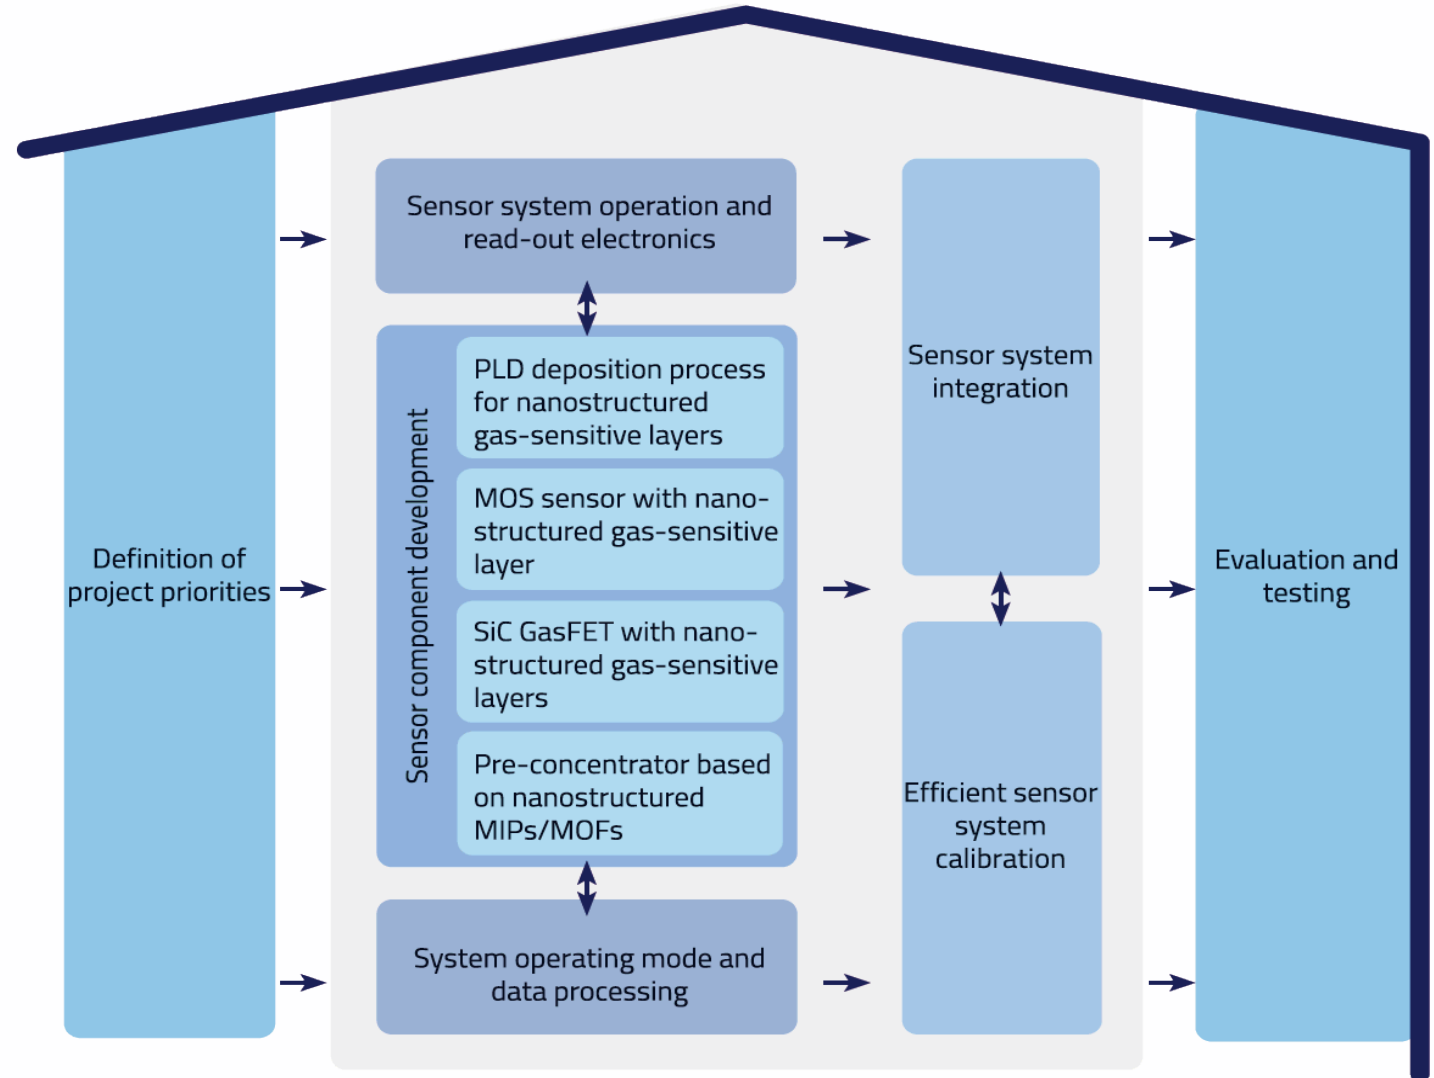 Definition of
project priorities
Sensor system operation and
read-out electronics
Sensor component development
PLD deposition process
for nanostructured
gas-sensitive layers
MOS sensor with nano-
structured gas-sensitive
layer
SiC GasFET with nano-
structured gas-sensitive
layers
Pre-concentrator based
on nanostructured
MIPs/MOFs
System operating mode and
data processing
Sensor system
integration
Efficient sensor
system
calibration
Evaluation and
testing